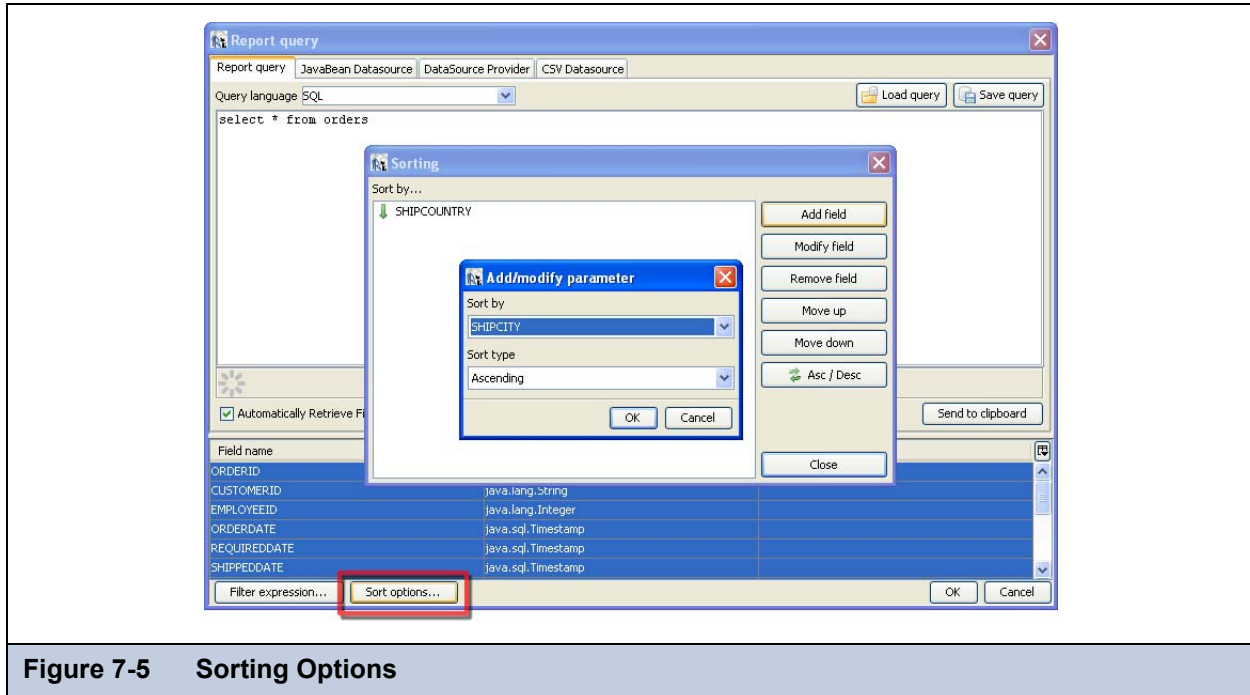 Report query
Report query JavaBean Datasource DataSource Provider CSV Datasource
Query language SQL Load query Save query
select * from orders
Sorting
Sort by...
SHIPCOUNTRY
Add field
Modify field
Remove field
Move up
Move down
Asc / Desc
Close
Add/modify parameter
Sort by
SHIPCITY
Sort type
Ascending
OK Cancel
Automatically Retrieve Fi
Send to clipboard
Field name
ORDERID
CUSTOMERID java.lang.String
EMPLOYEEID java.lang.Integer
ORDERDATE java.sql.Timestamp
REQUIREDDATE java.sql.Timestamp
SHIPPEDDATE java.sql.Timestamp
Filter expression... Sort options... OK Cancel
Figure 7-5 Sorting Options